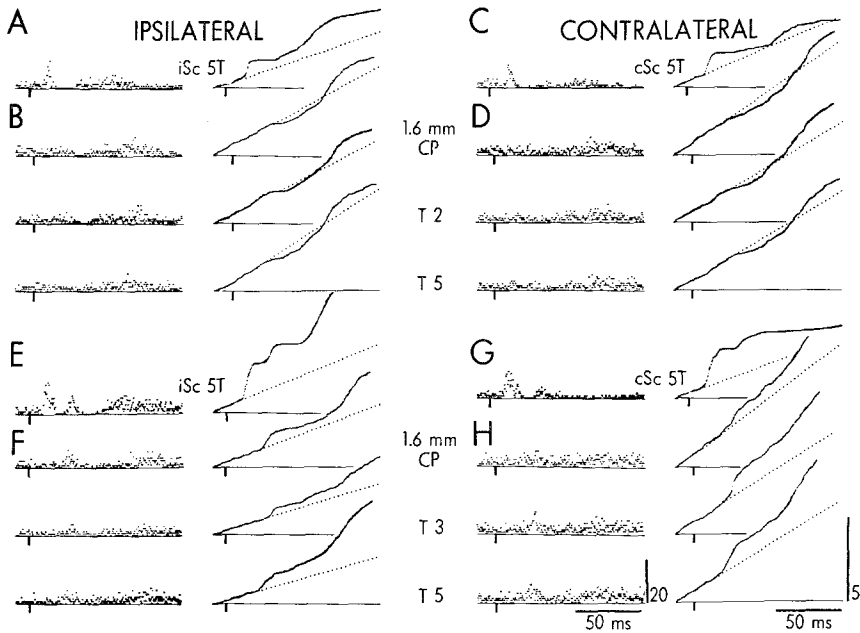 A
IPSILATERAL
C
CONTRALATERAL
iSc 5T
cSc 5T
B
1.6 mm
CP
D
T 2
T 5
E
iSc 5T
G
cSc 5T
F
1.6 mm
CP
H
T 3
T 5
20
5
50 ms
50 ms